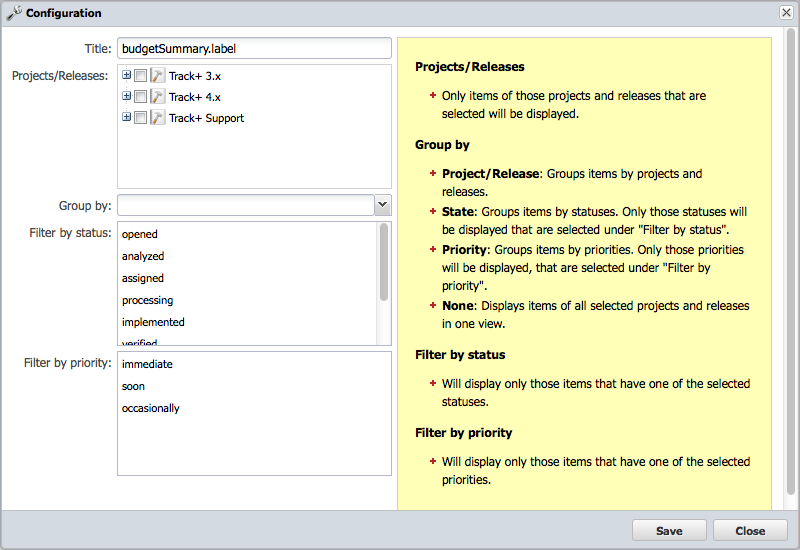 Configuration
Title:
budgetSummary.label
Projects/Releases:
Track+ 3.x
Track+ 4.x
Track+ Support
Group by:
Filter by status:
opened
analyzed
assigned
processing
implemented
verified
Filter by priority:
immediate
soon
occasionally
Projects/Releases
Only items of those projects and releases that are
selected will be displayed.
Group by
Project/Release: Groups items by projects and
releases.
State: Groups items by statuses. Only those statuses will
be displayed that are selected under "Filter by status".
Priority: Groups items by priorities. Only those priorities
will be displayed, that are selected under "Filter by
priority".
None: Displays items of all selected projects and releases
in one view.
Filter by status
Will display only those items that have one of the selected
statuses.
Filter by priority
Will display only those items that have one of the selected
priorities.
Save
Close